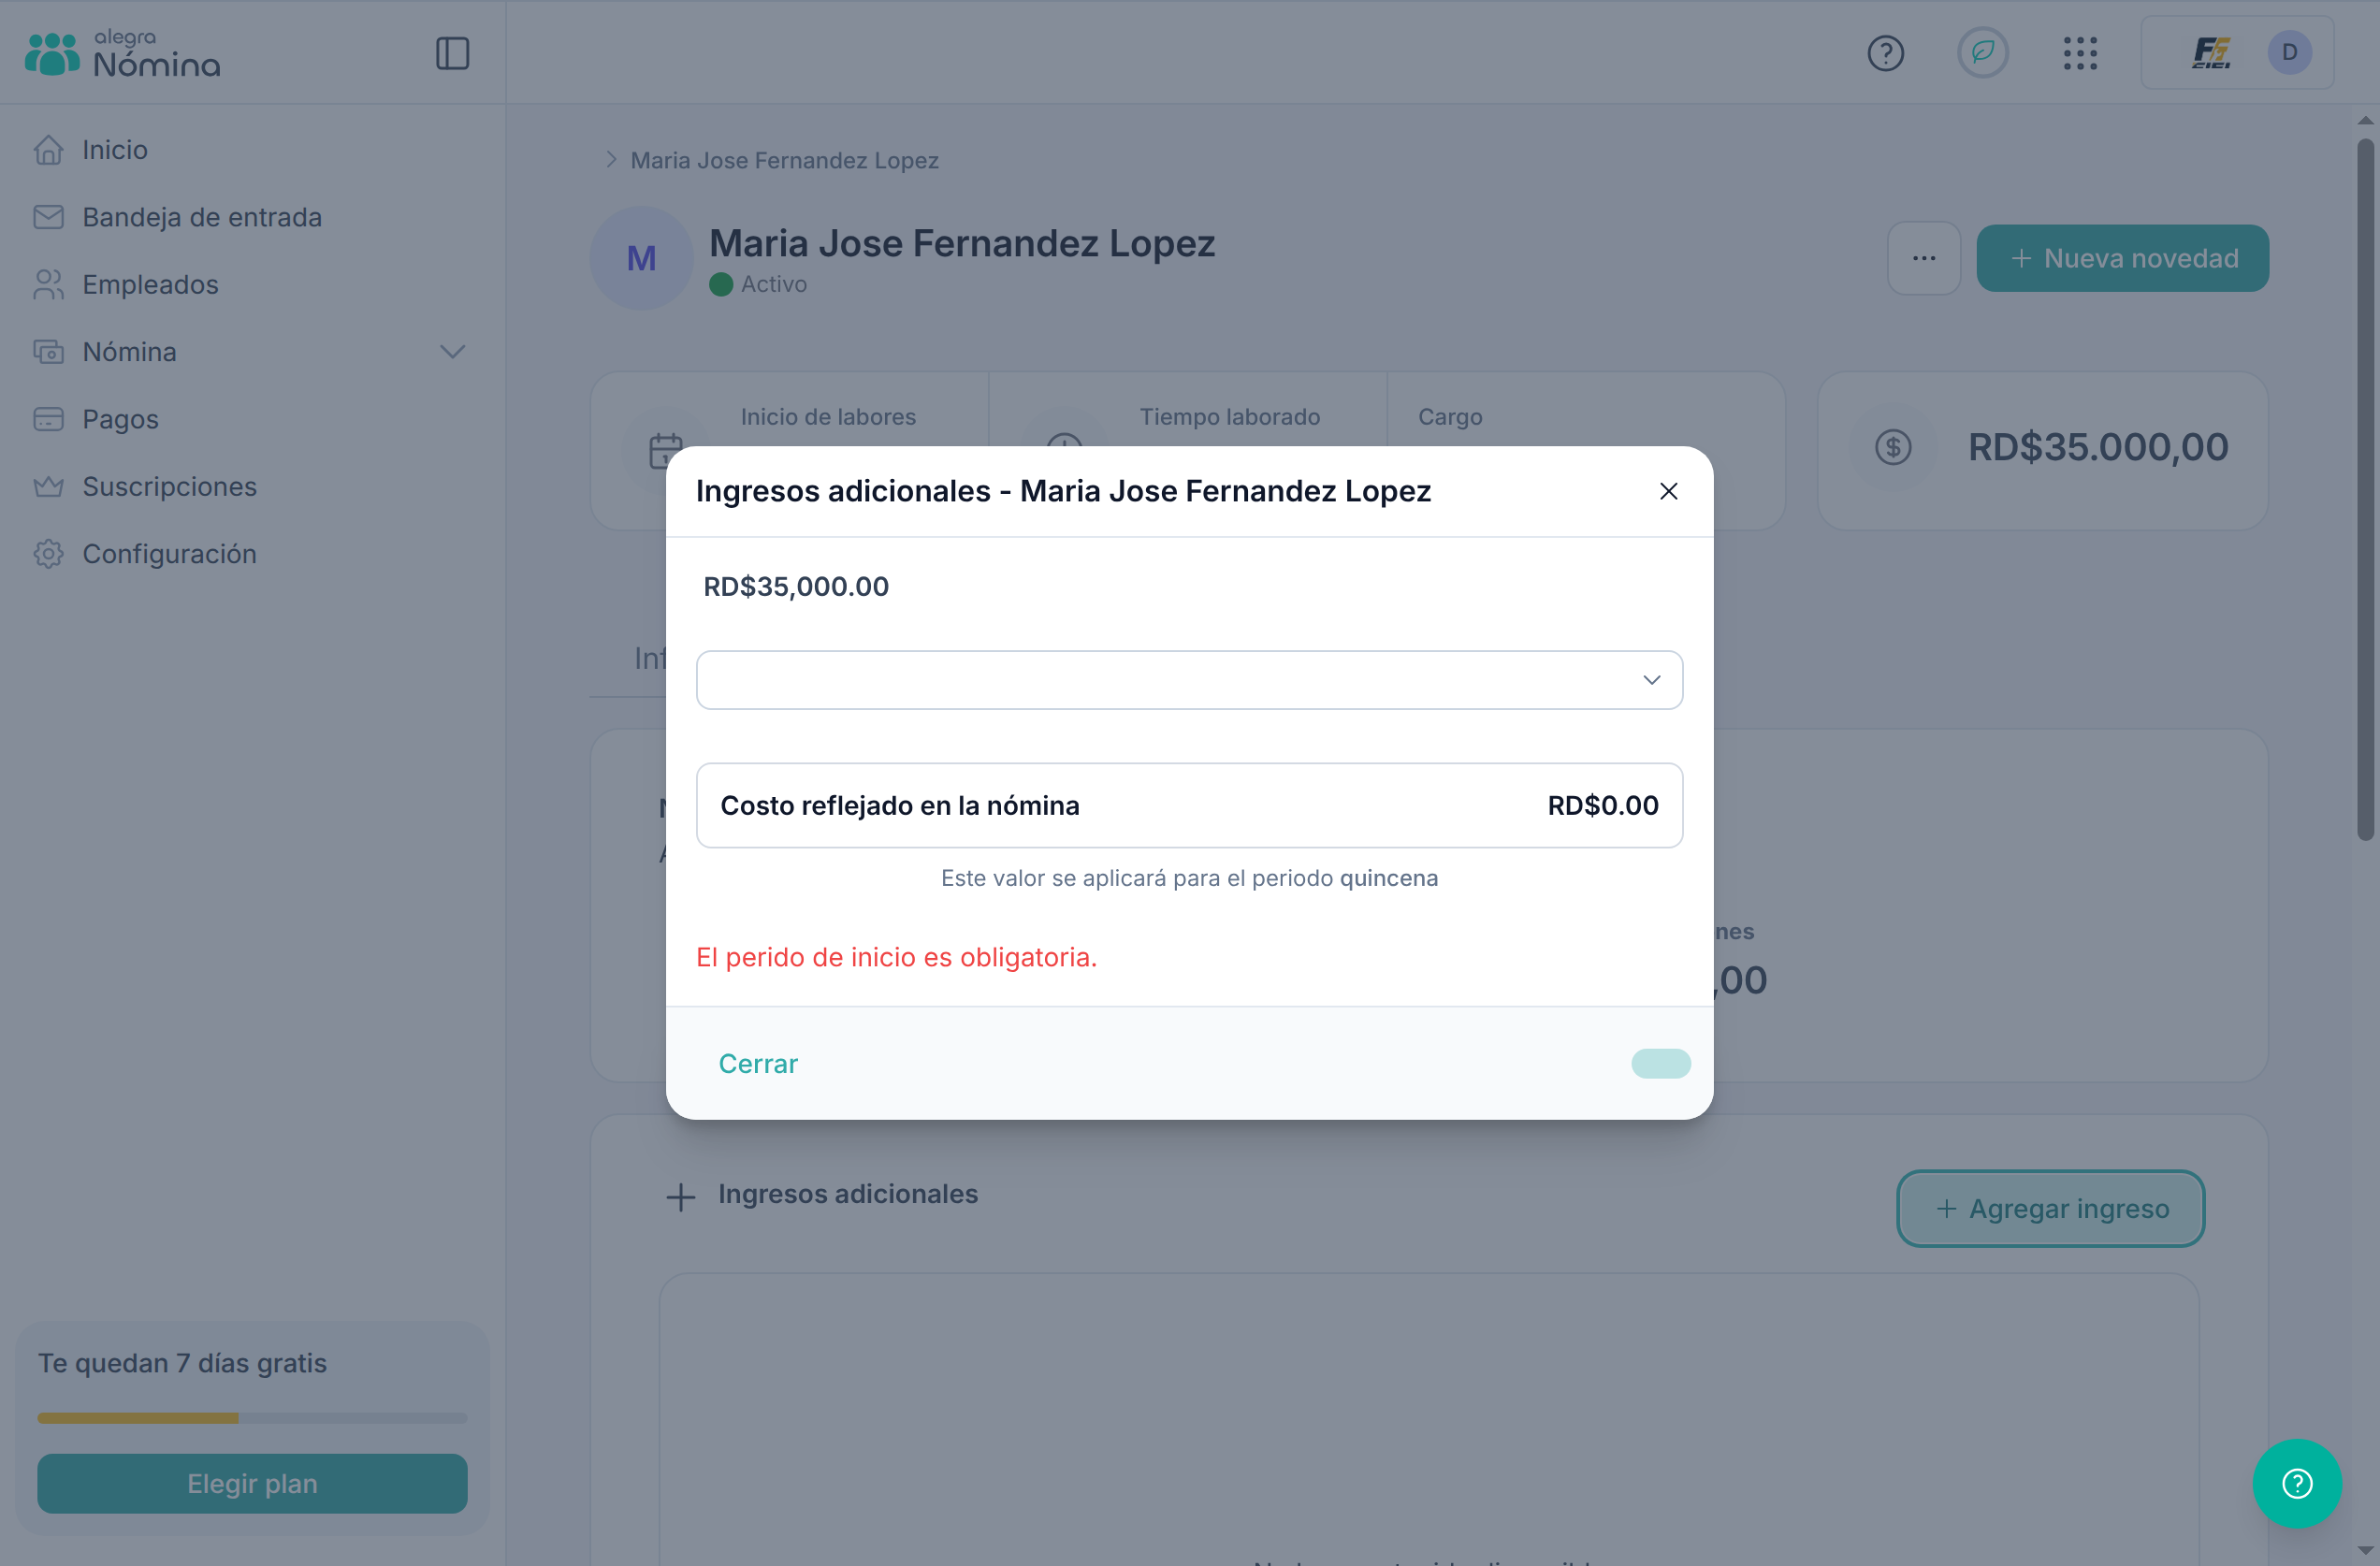 alegra
Nómina
D
Inicio
Bandeja de entrada
Empleados
Nómina
Pagos
Suscripciones
Configuración
Te quedan 7 días gratis
Elegir plan
Maria Jose Fernandez Lopez
M
Maria Jose Fernandez Lopez
Activo
...
+ Nueva novedad
Inicio de labores
Tiempo laborado
Cargo
RD$35.000,00
Inf
Ingresos adicionales - Maria Jose Fernandez Lopez
RD$35,000.00
Costo reflejado en la nómina RD$0.00
Este valor se aplicará para el periodo quincena
El perido de inicio es obligatoria.
Cerrar
nes
,00
Ingresos adicionales
+ Agregar ingreso